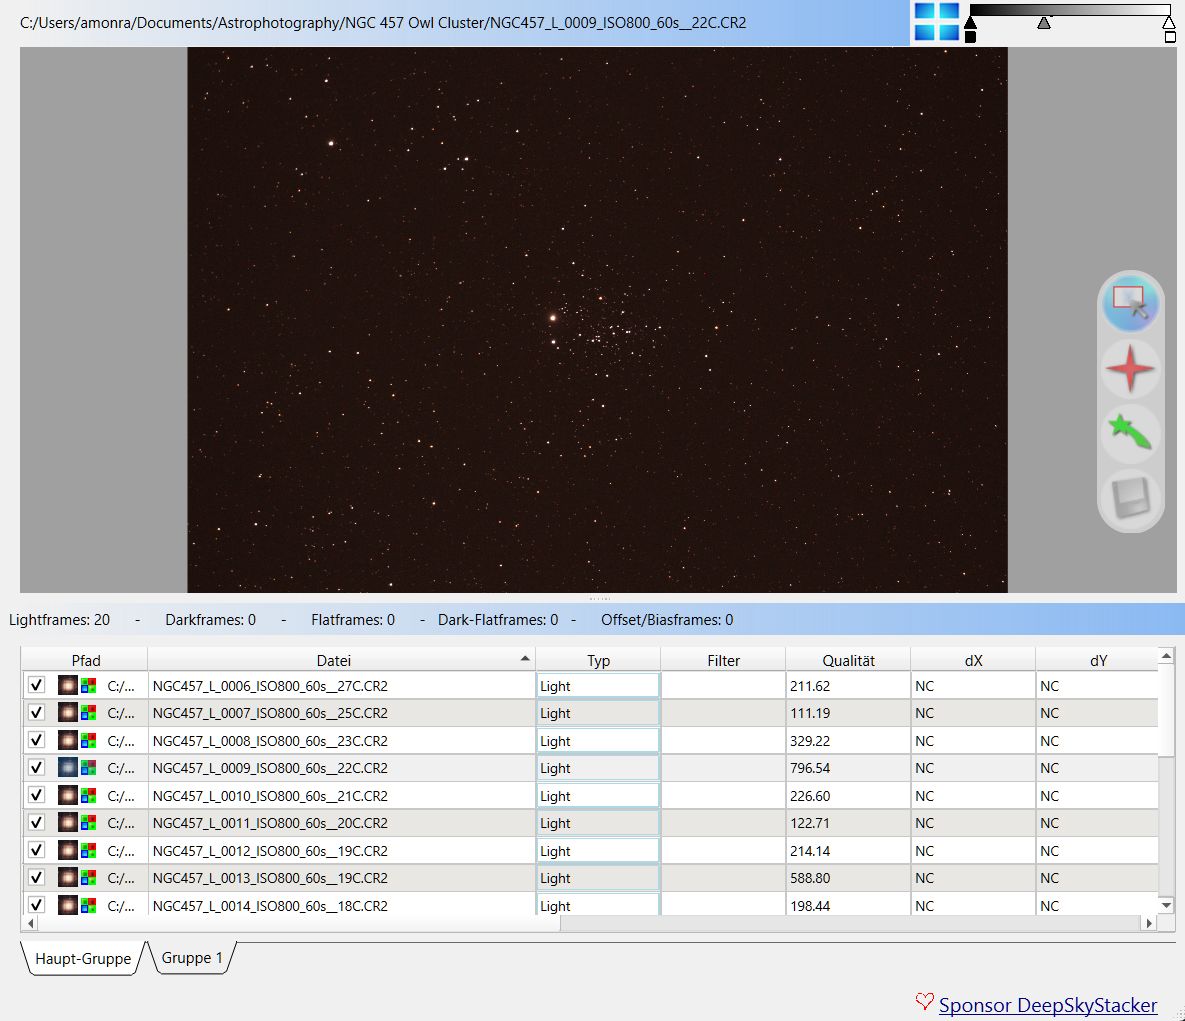 C:/Users/amonra/Documents/Astrophotography/NGC 457 Owl Cluster/NGC457_L_0009_ISO800_60s__22C.CR2
Lightframes: 20 - Darkframes: 0 - Flatframes: 0 - Dark-Flatframes: 0 - Offset/Biasframes: 0
Pfad Datei Typ Filter Qualität dX dY
C:/... NGC457_L_0006_ISO800_60s__27C.CR2 Light 211.62 NC NC
C:/... NGC457_L_0007_ISO800_60s__25C.CR2 Light 111.19 NC NC
C:/... NGC457_L_0008_ISO800_60s__23C.CR2 Light 329.22 NC NC
C:/... NGC457_L_0009_ISO800_60s__22C.CR2 Light 796.54 NC NC
C:/... NGC457_L_0010_ISO800_60s__21C.CR2 Light 226.60 NC NC
C:/... NGC457_L_0011_ISO800_60s__20C.CR2 Light 122.71 NC NC
C:/... NGC457_L_0012_ISO800_60s__19C.CR2 Light 214.14 NC NC
C:/... NGC457_L_0013_ISO800_60s__19C.CR2 Light 588.80 NC NC
C:/... NGC457_L_0014_ISO800_60s__18C.CR2 Light 198.44 NC NC
Haupt-Gruppe Gruppe 1
Sponsor DeepSkyStacker